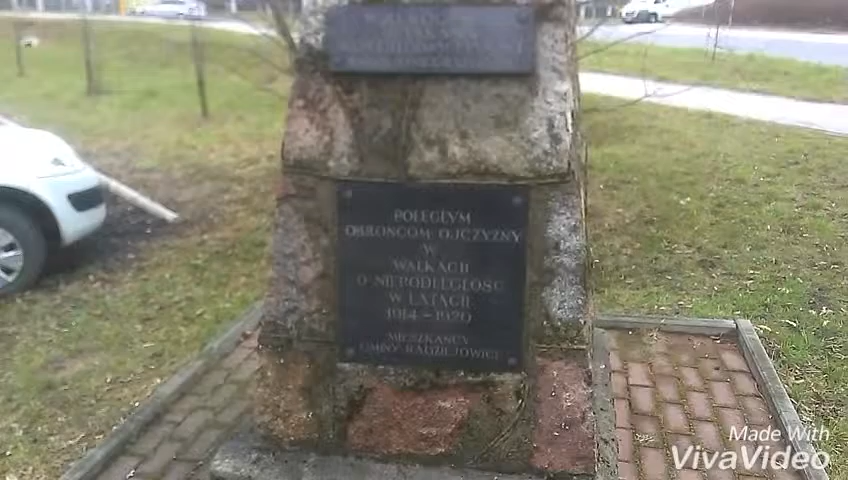 POLEGŁYM
OBROŃCOM OJCZYZNY
W
WALKACH
O NIEPODLEGŁOŚĆ
W LATACH
1914-1920
MIESZKAŃCY
GMINY RADZIEJOWICE
Made With
VivaVideo